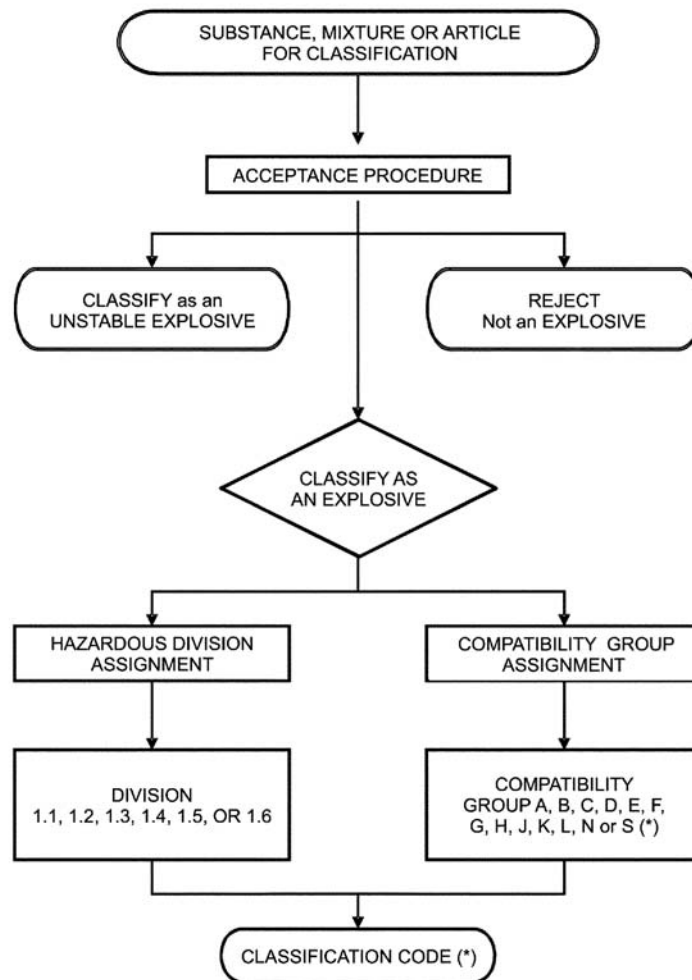 SUBSTANCE, MIXTURE OR ARTICLE
FOR CLASSIFICATION
ACCEPTANCE PROCEDURE
CLASSIFY as an
UNSTABLE EXPLOSIVE
REJECT
Not an EXPLOSIVE
CLASSIFY AS
AN EXPLOSIVE
HAZARDOUS DIVISION
ASSIGNMENT
COMPATIBILITY GROUP
ASSIGNMENT
DIVISION
1.1, 1.2, 1.3, 1.4, 1.5, OR 1.6
COMPATIBILITY
GROUP A, B, C, D, E, F,
G, H, J, K, L, N or S (*)
CLASSIFICATION CODE (*)